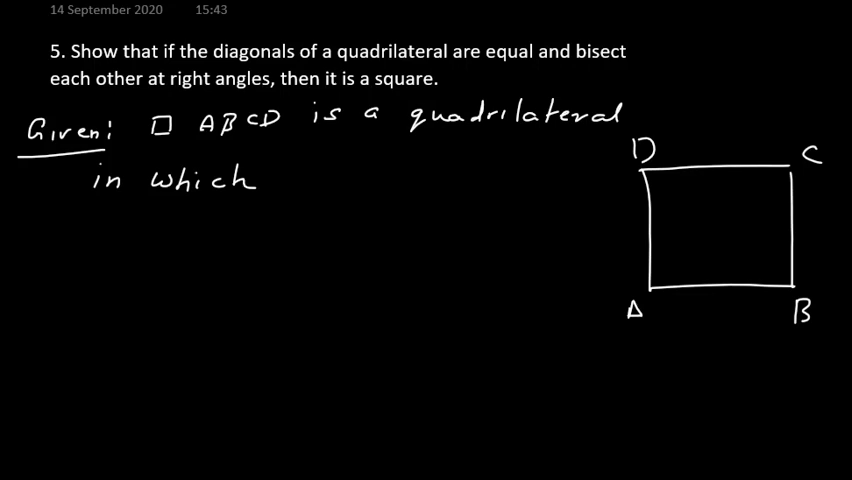 14 September 2020 15:43
5. Show that if the diagonals of a quadrilateral are equal and bisect
each other at right angles, then it is a square.
Given: □ ABCD is a quadrilateral
in which
D C
A B